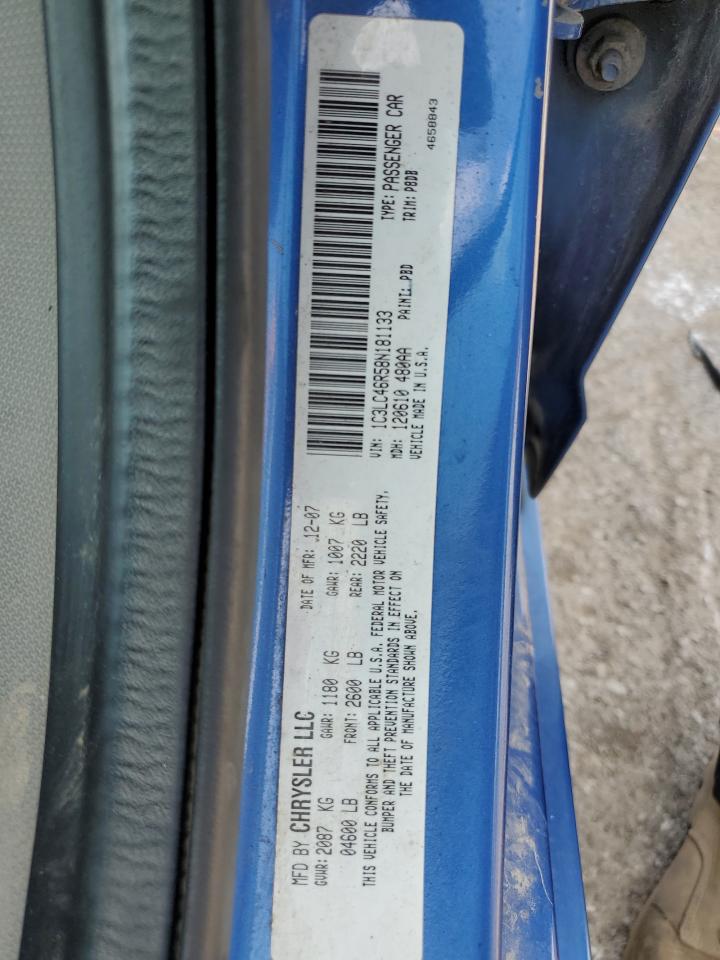 MFD BY CHRYSLER LLC
DATE OF MFR: 12-07
GVWR: 2087 KG
GAWR: 1180 KG
GAWR: 1007 KG
04600 LB
FRONT: 2600 LB
REAR: 2220 LB
THIS VEHICLE CONFORMS TO ALL APPLICABLE U.S.A. FEDERAL MOTOR VEHICLE SAFETY,
BUMPER AND THEFT PREVENTION STANDARDS IN EFFECT ON
THE DATE OF MANUFACTURE SHOWN ABOVE.
VIN: 1C3LC46R58N181133
TYPE: PASSENGER CAR
MDH: 120610 480AA
PAINT: PBD
TRIM: P8DB
VEHICLE MADE IN U.S.A.
4658843